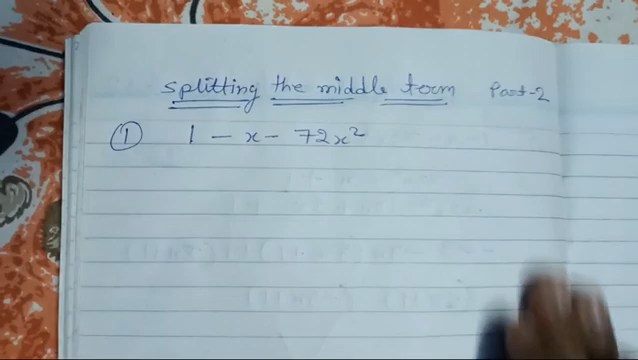 splitting the middle term Part-2
① 1 - x - 72x²